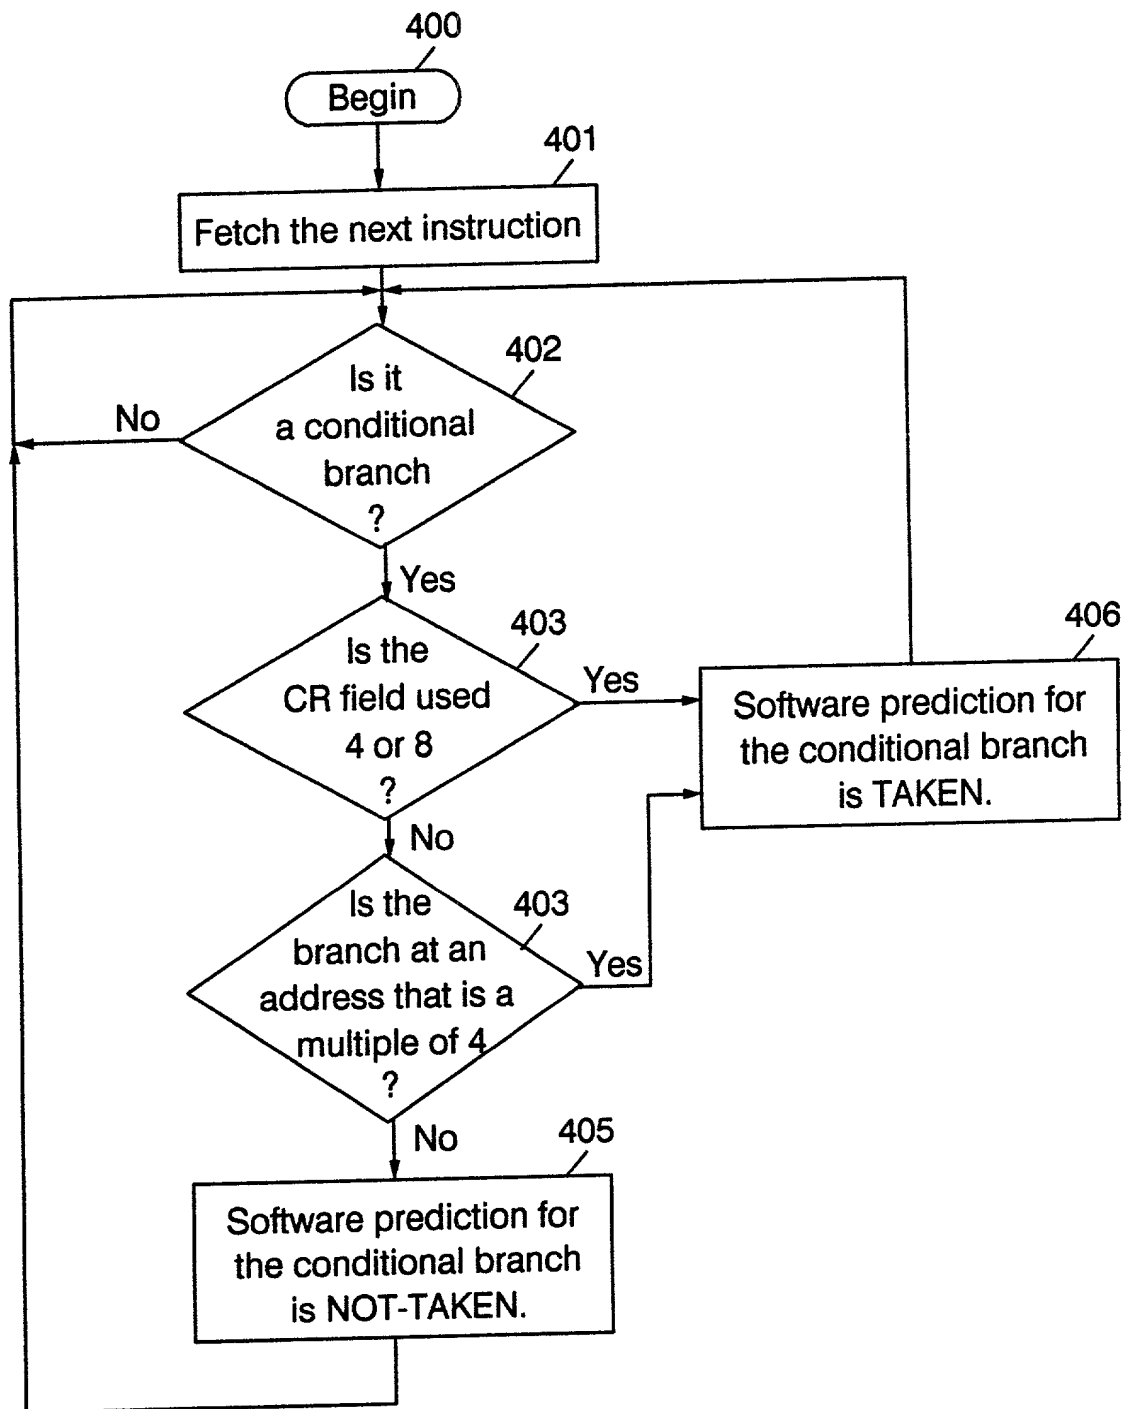 400
Begin
401
Fetch the next instruction
402
Is it
a conditional
branch
?
No
Yes
403
Is the
CR field used
4 or 8
?
Yes
No
406
Software prediction for
the conditional branch
is TAKEN.
403
Is the
branch at an
address that is a
multiple of 4
?
Yes
No
405
Software prediction for
the conditional branch
is NOT-TAKEN.